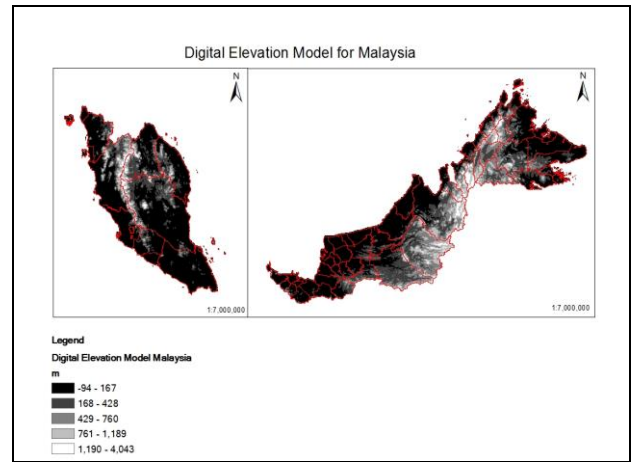 Digital Elevation Model for Malaysia
N
N
1:7,000,000
1:7,000,000
Legend
Digital Elevation Model Malaysia
m
-94 - 167
168 - 428
429 - 760
761 - 1,189
1,190 - 4,043